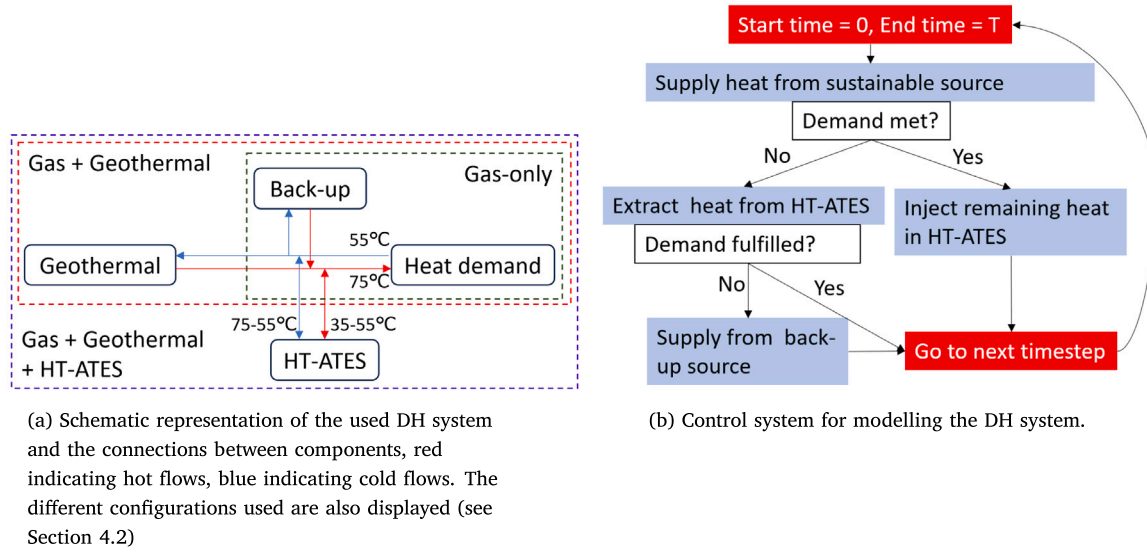 Gas + Geothermal
Gas-only
Back-up
55°C
Geothermal
Heat demand
75°C
75-55°C
35-55°C
Gas + Geothermal
+ HT-ATES
HT-ATES
(a) Schematic representation of the used DH system
and the connections between components, red
indicating hot flows, blue indicating cold flows. The
different configurations used are also displayed (see
Section 4.2)
Start time = 0, End time = T
Supply heat from sustainable source
Demand met?
No
Yes
Extract heat from HT-ATES
Inject remaining heat
in HT-ATES
Demand fulfilled?
No
Yes
Supply from back-
up source
Go to next timestep
(b) Control system for modelling the DH system.